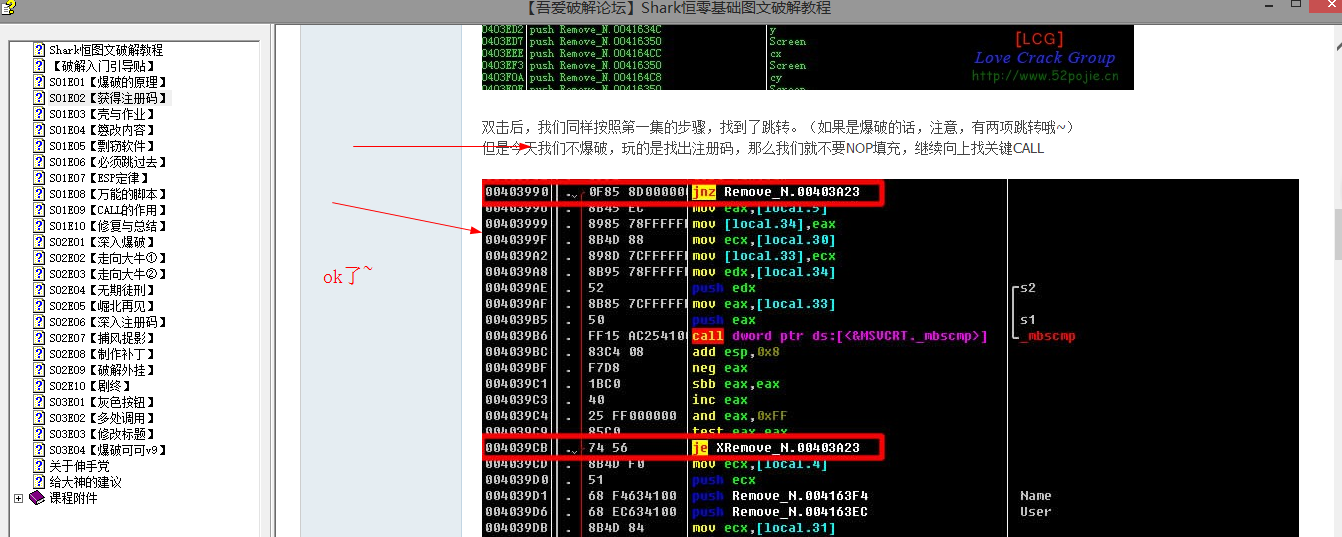 【吾爱破解论坛】Shark恒零基础图文破解教程
Shark恒图文破解教程
【破解入门引导贴】
S01E01【爆破的原理】
S01E02【获得注册码】
S01E03【壳与作业】
S01E04【篡改内容】
S01E05【剽窃软件】
S01E06【必须跳过去】
S01E07【ESP定律】
S01E08【万能的脚本】
S01E09【CALL的作用】
S01E10【修复与总结】
S02E01【深入爆破】
S02E02【走向大牛①】
S02E03【走向大牛②】
S02E04【无期徒刑】
S02E05【崛北再见】
S02E06【深入注册码】
S02E07【捕风捉影】
S02E08【制作补丁】
S02E09【破解外挂】
S02E10【剧终】
S03E01【灰色按钮】
S03E02【多处调用】
S03E03【修改标题】
S03E04【爆破可可v9】
关于伸手党
给大神的建议
课程附件
ok了~
0403ED2 push Remove_N.0041634C y
0403ED7 push Remove_N.00416350 Screen
0403EEE push Remove_N.004164CC cx
0403EF3 push Remove_N.00416350 Screen
0403F0A push Remove_N.004164C8 cy
[LCG]
Love Crack Group
http://www.52pojie.cn
双击后，我们同样按照第一集的步骤，找到了跳转。（如果是爆破的话，注意，有两项跳转哦~）
但是今天我们不爆破，玩的是找出注册码，那么我们就不要NOP填充，继续向上找关键CALL
00403990 . 0F85 8D000000 jnz Remove_N.00403A23
00403996 . 8B45 EC mov eax,[local.5]
00403999 . 8985 78FFFFFF mov [local.34],eax
0040399F . 8B4D 88 mov ecx,[local.30]
004039A2 . 898D 7CFFFFFF mov [local.33],ecx
004039A8 . 8B95 78FFFFFF mov edx,[local.34]
004039AE . 52 push edx s2
004039AF . 8B85 7CFFFFFF mov eax,[local.33]
004039B5 . 50 push eax s1
004039B6 . FF15 AC254100 call dword ptr ds:[<&MSVCRT._mbscmp>] _mbscmp
004039BC . 83C4 08 add esp,0x8
004039BF . F7D8 neg eax
004039C1 . 1BC0 sbb eax,eax
004039C3 . 40 inc eax
004039C4 . 25 FF000000 and eax,0xFF
004039C9 . 85C0 test eax,eax
004039CB . 74 56 je XRemove_N.00403A23
004039CD . 8B4D F0 mov ecx,[local.4]
004039D0 . 51 push ecx
004039D1 . 68 F4634100 push Remove_N.004163F4 Name
004039D6 . 68 EC634100 push Remove_N.004163EC User
004039DB . 8B4D 84 mov ecx,[local.31]